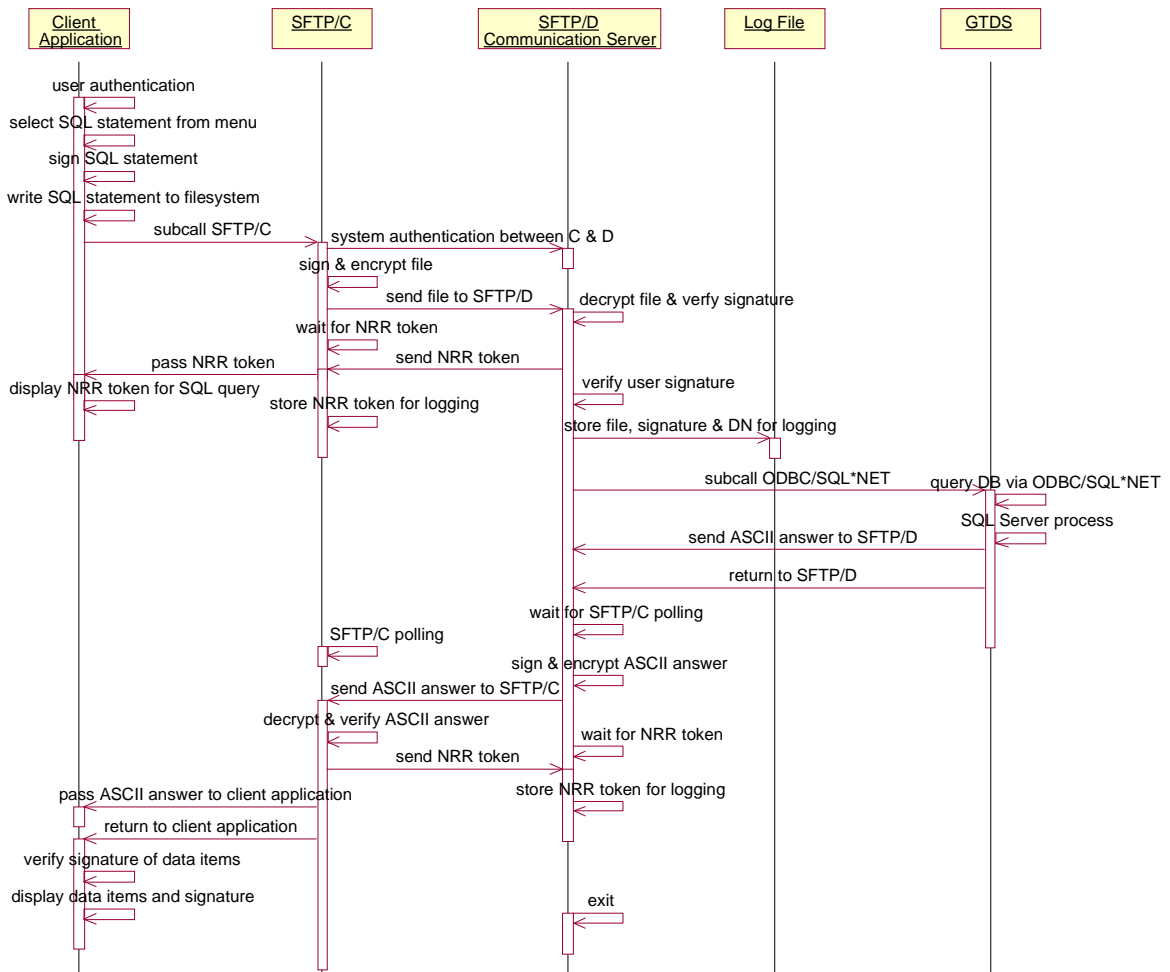 Client
Application
SFTP/C
SFTP/D
Communication Server
Log File
GTDS
user authentication
select SQL statement from menu
sign SQL statement
write SQL statement to filesystem
subcall SFTP/C
system authentication between C & D
sign & encrypt file
send file to SFTP/D
decrypt file & verfy signature
wait for NRR token
send NRR token
pass NRR token
verify user signature
display NRR token for SQL query
store NRR token for logging
store file, signature & DN for logging
subcall ODBC/SQL*NET
query DB via ODBC/SQL*NET
SQL Server process
send ASCII answer to SFTP/D
return to SFTP/D
wait for SFTP/C polling
SFTP/C polling
sign & encrypt ASCII answer
send ASCII answer to SFTP/C
decrypt & verify ASCII answer
wait for NRR token
send NRR token
store NRR token for logging
pass ASCII answer to client application
return to client application
verify signature of data items
display data items and signature
exit